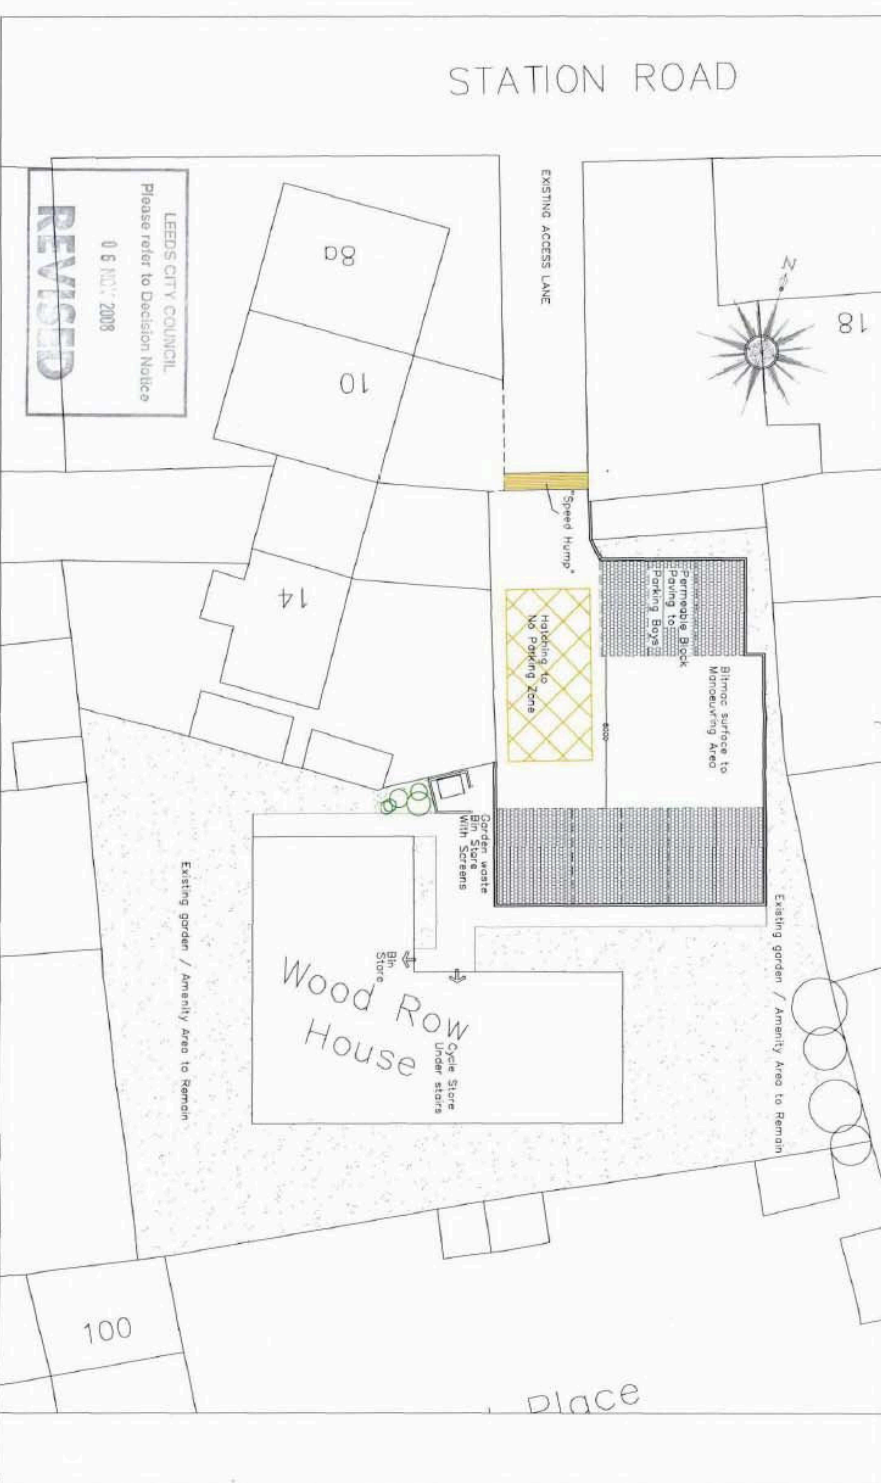 STATION ROAD
EXISTING ACCESS LANE
LEEDS CITY COUNCIL
Please refer to Decision Notice
06 NOV 2008
REVISED
8a
10
14
18
N
"Speed Hump"
Permeable Block
Paving to
Parking Bays
Hatching to
No Parking Zone
Bitmac surface to
Manoeuvring Area
6000
Garden waste
Bin Store
With Screens
Bin
Store
Wood Row
House
Cycle Store
Under stairs
Existing garden / Amenity Area to Remain
Existing garden / Amenity Area to Remain
100
Place